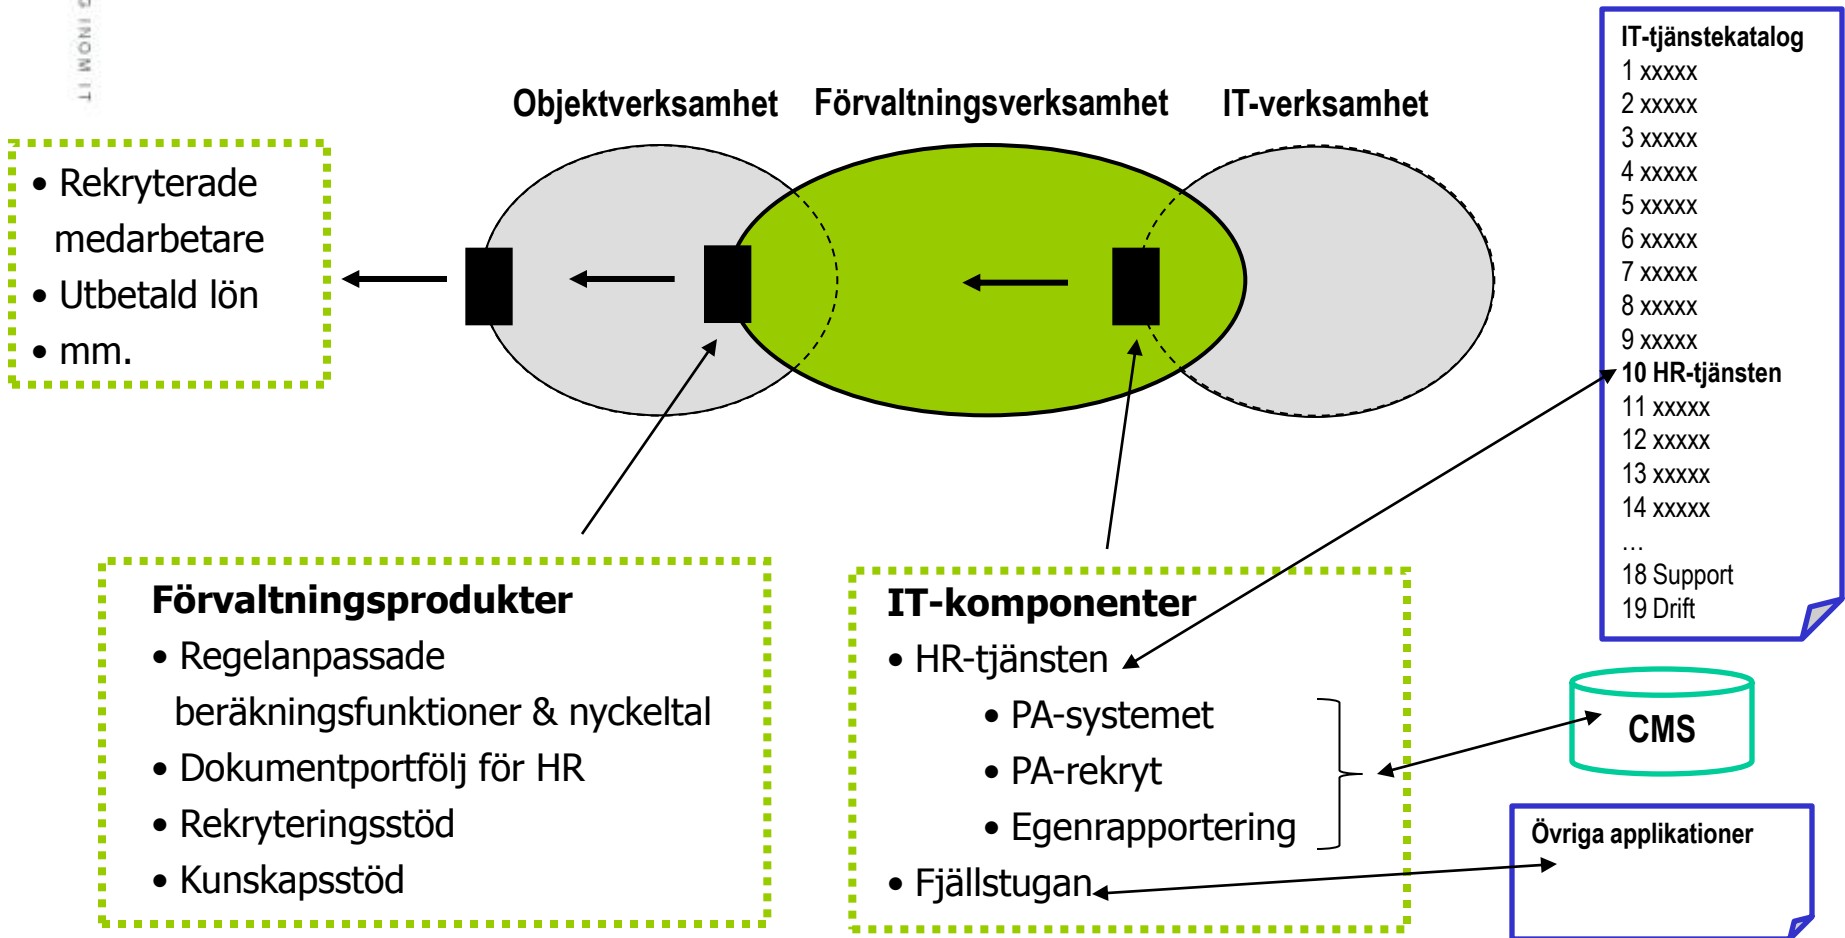 G INOM IT
Objektverksamhet
Förvaltningsverksamhet
IT-verksamhet
• Rekryterade
medarbetare
• Utbetald lön
• mm.
IT-tjänstekatalog
1 xxxxx
2 xxxxx
3 xxxxx
4 xxxxx
5 xxxxx
6 xxxxx
7 xxxxx
8 xxxxx
9 xxxxx
10 HR-tjänsten
11 xxxxx
12 xxxxx
13 xxxxx
14 xxxxx
…
18 Support
19 Drift
Förvaltningsprodukter
• Regelanpassade
beräkningsfunktioner & nyckeltal
• Dokumentportfölj för HR
• Rekryteringsstöd
• Kunskapsstöd
IT-komponenter
• HR-tjänsten
• PA-systemet
• PA-rekryt
• Egenrapportering
• Fjällstugan
CMS
Övriga applikationer